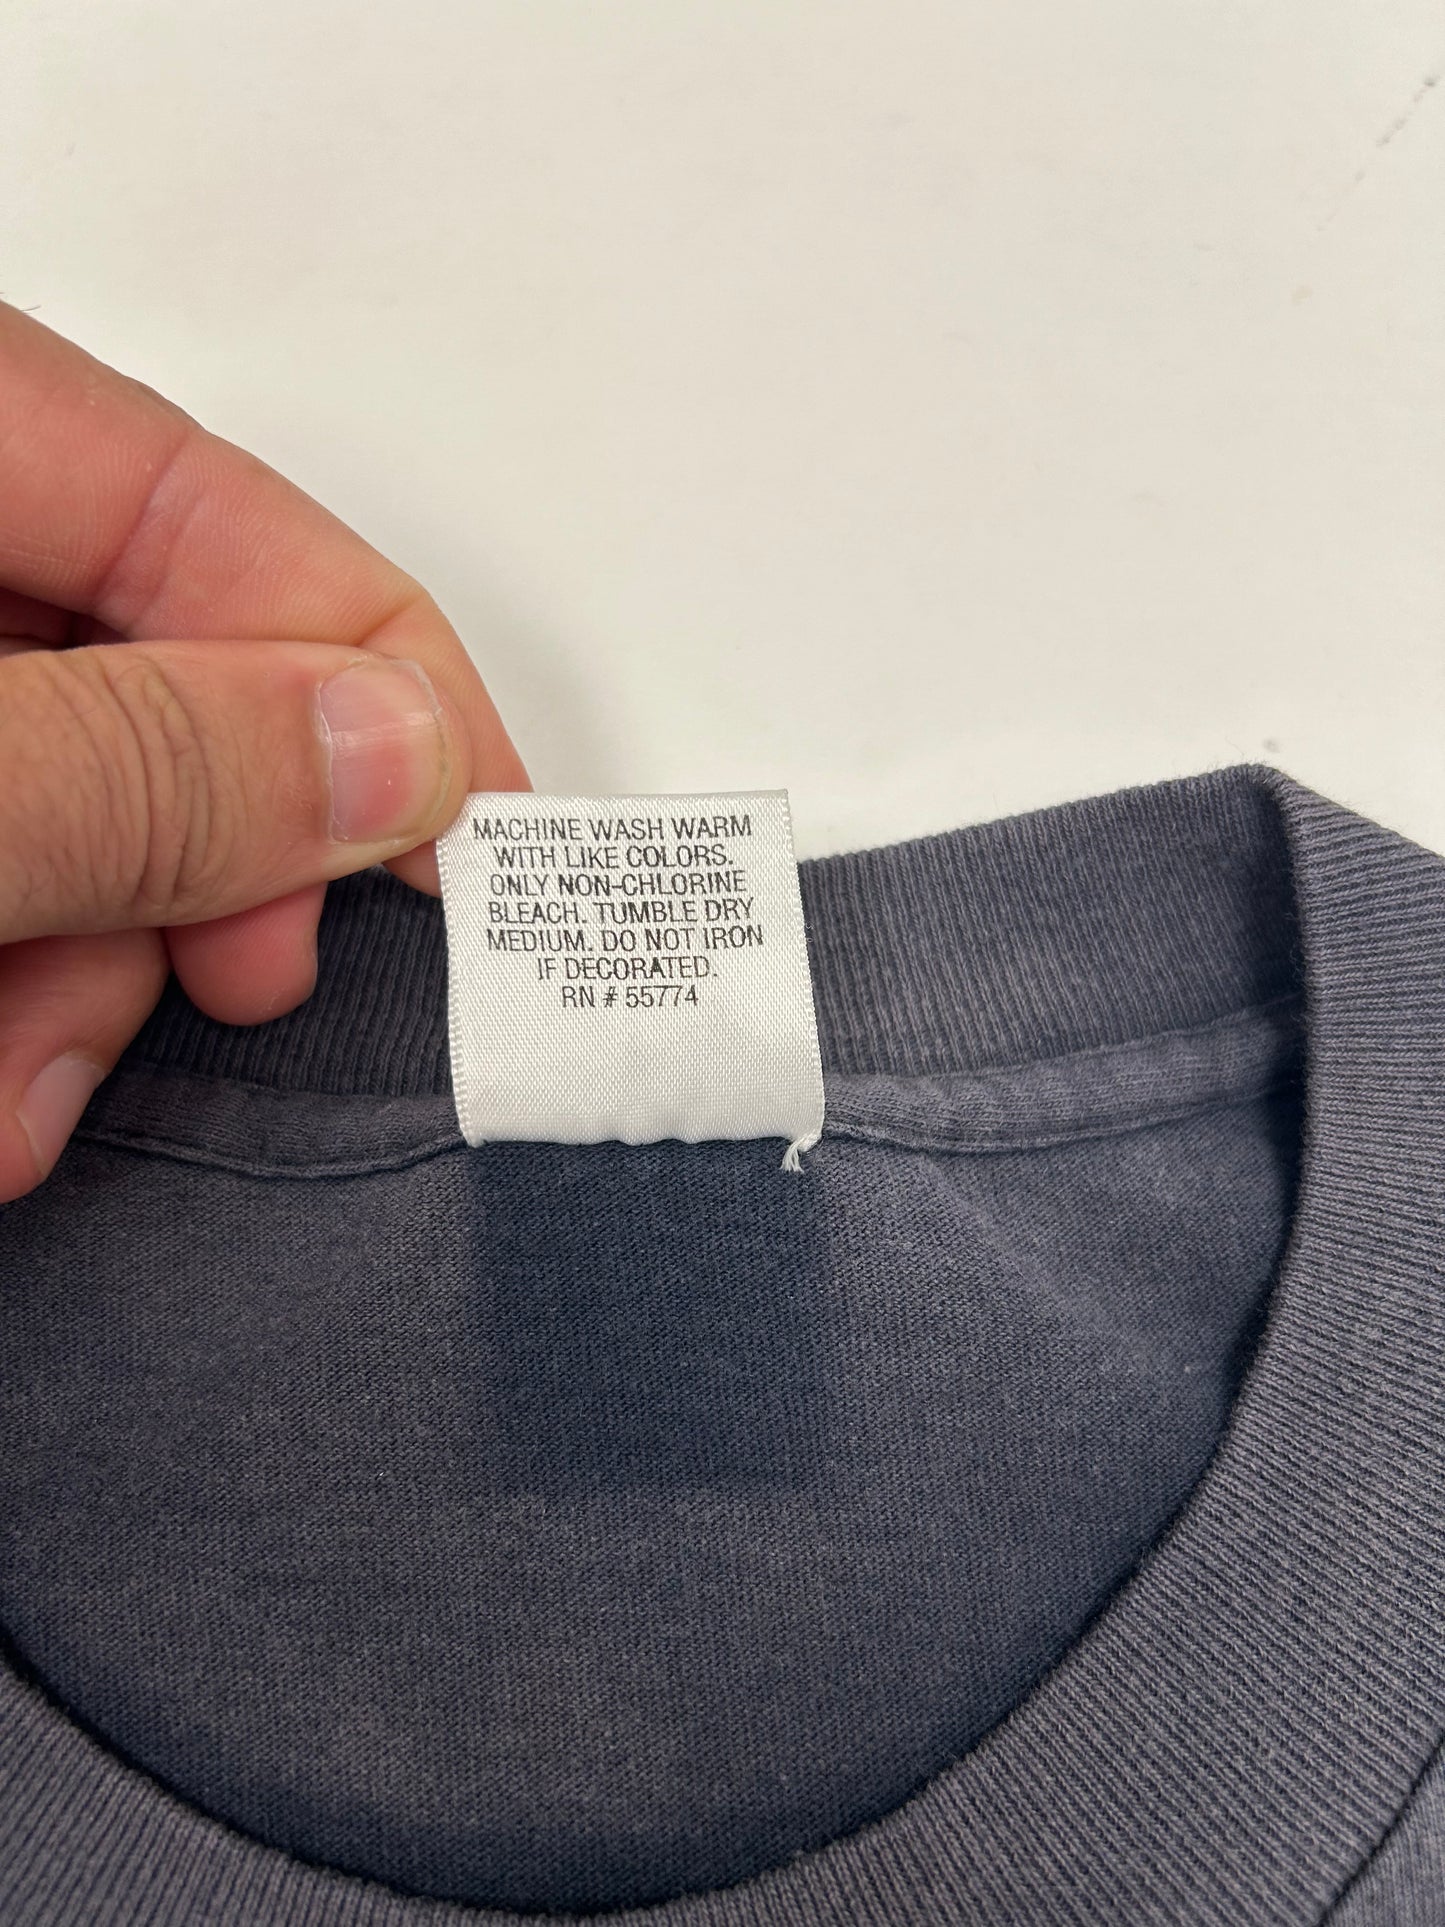 MACHINE WASH WARM
WITH LIKE COLORS.
ONLY NON-CHLORINE
BLEACH. TUMBLE DRY
MEDIUM. DO NOT IRON
IF DECORATED.
RN # 55774